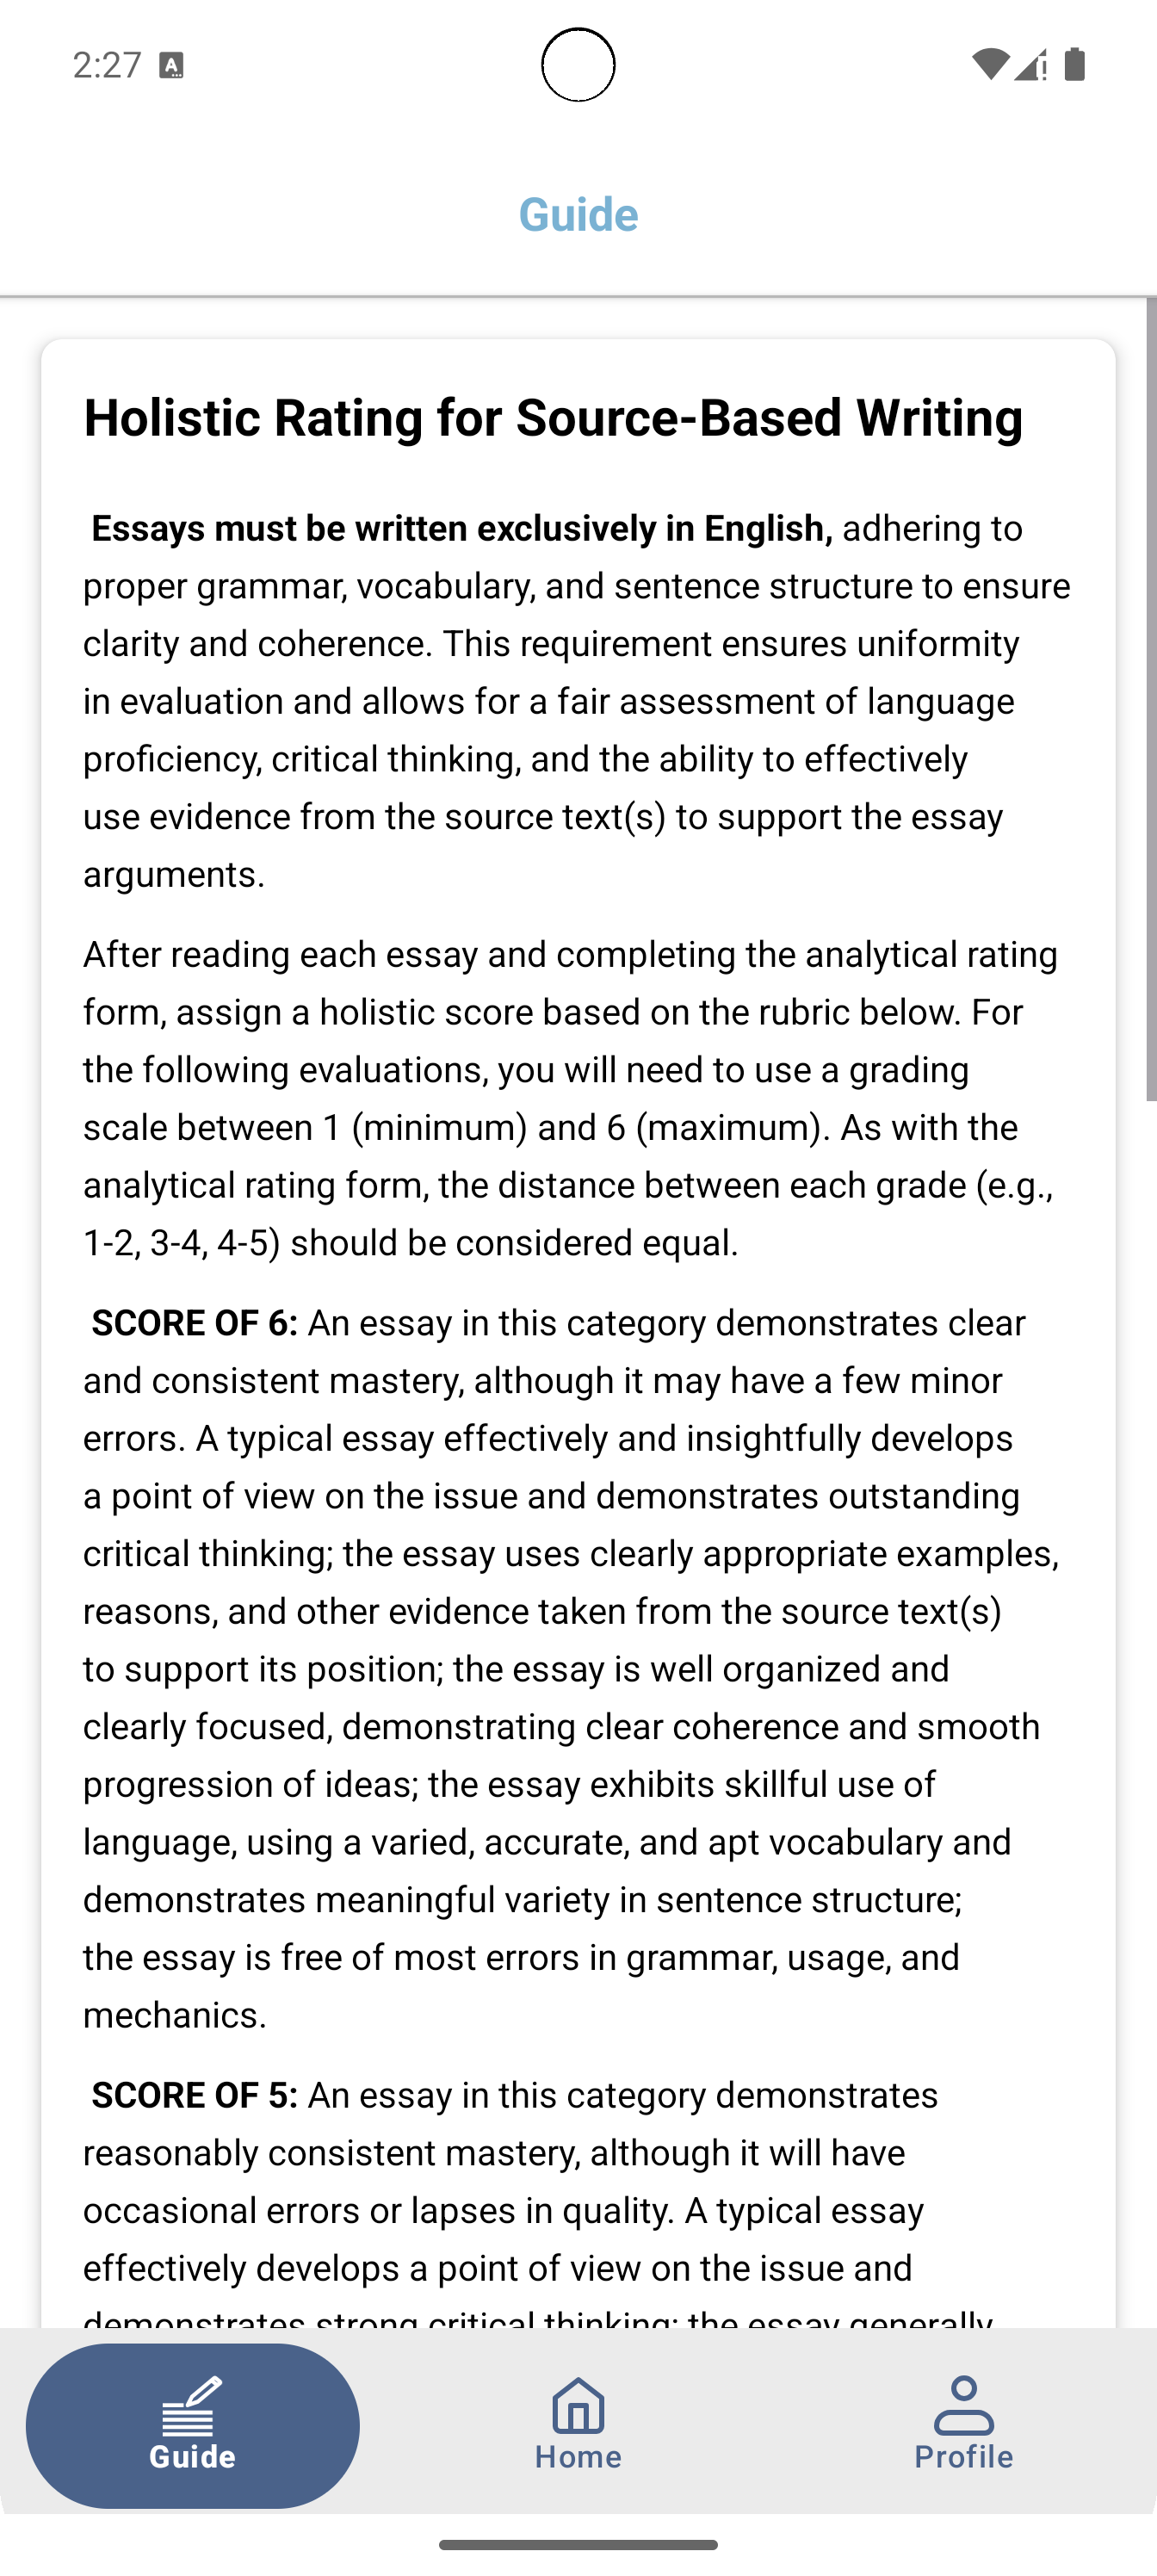 2:27
Guide
Holistic Rating for Source-Based Writing
Essays must be written exclusively in English, adhering to
proper grammar, vocabulary, and sentence structure to ensure
clarity and coherence. This requirement ensures uniformity
in evaluation and allows for a fair assessment of language
proficiency, critical thinking, and the ability to effectively
use evidence from the source text(s) to support the essay
arguments.
After reading each essay and completing the analytical rating
form, assign a holistic score based on the rubric below. For
the following evaluations, you will need to use a grading
scale between 1 (minimum) and 6 (maximum). As with the
analytical rating form, the distance between each grade (e.g.,
1-2, 3-4, 4-5) should be considered equal.
SCORE OF 6: An essay in this category demonstrates clear
and consistent mastery, although it may have a few minor
errors. A typical essay effectively and insightfully develops
a point of view on the issue and demonstrates outstanding
critical thinking; the essay uses clearly appropriate examples,
reasons, and other evidence taken from the source text(s)
to support its position; the essay is well organized and
clearly focused, demonstrating clear coherence and smooth
progression of ideas; the essay exhibits skillful use of
language, using a varied, accurate, and apt vocabulary and
demonstrates meaningful variety in sentence structure;
the essay is free of most errors in grammar, usage, and
mechanics.
SCORE OF 5: An essay in this category demonstrates
reasonably consistent mastery, although it will have
occasional errors or lapses in quality. A typical essay
effectively develops a point of view on the issue and
demonstrates strong critical thinking; the essay generally
Guide
Home
Profile